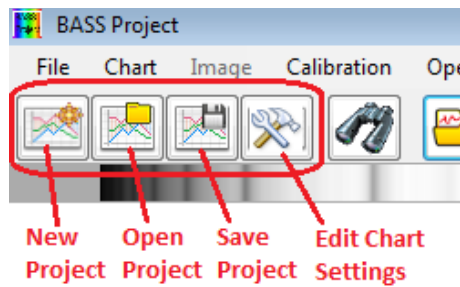 BASS Project
File Chart Image Calibration Ope
New Open Save Edit Chart
Project Project Project Settings